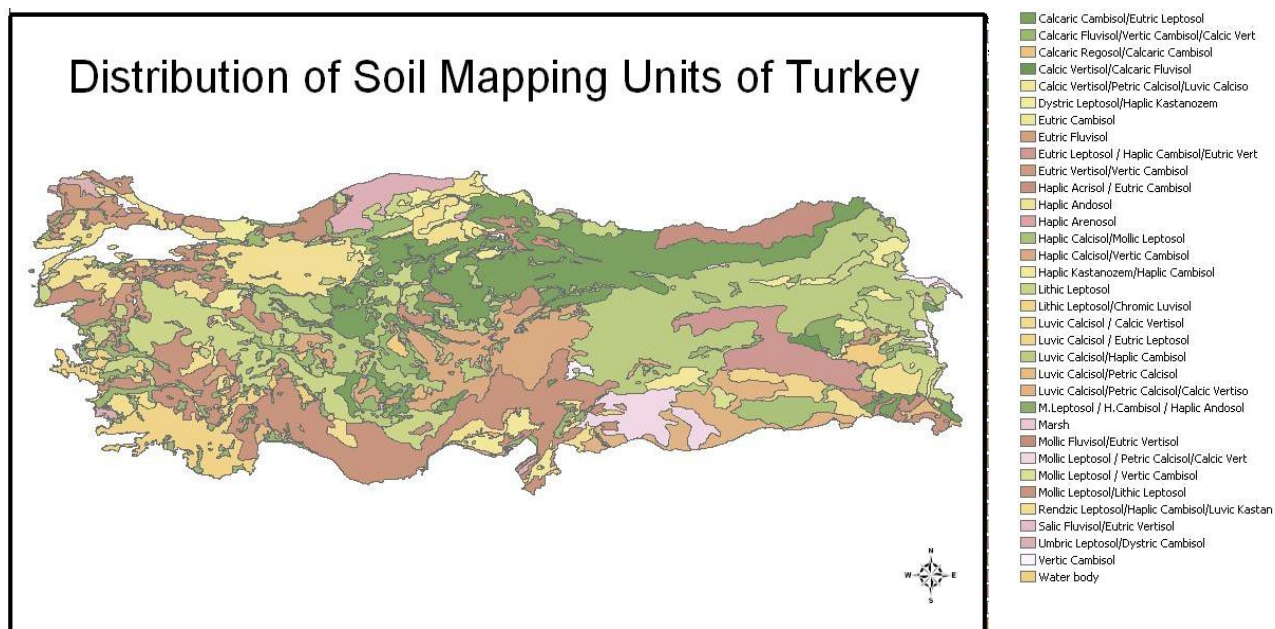 Distribution of Soil Mapping Units of Turkey
Calcaric Cambisol/Eutric Leptosol
Calcaric Fluvisol/Vertic Cambisol/Calcic Vert
Calcaric Regosol/Calcaric Cambisol
Calcic Vertisol/Calcaric Fluvisol
Calcic Vertisol/Petric Calcisol/Luvic Calciso
Dystric Leptosol/Haplic Kastanozem
Eutric Cambisol
Eutric Fluvisol
Eutric Leptosol / Haplic Cambisol/Eutric Vert
Eutric Vertisol/Vertic Cambisol
Haplic Acrisol / Eutric Cambisol
Haplic Andosol
Haplic Arenosol
Haplic Calcisol/Mollic Leptosol
Haplic Calcisol/Vertic Cambisol
Haplic Kastanozem/Haplic Cambisol
Lithic Leptosol
Lithic Leptosol/Chromic Luvisol
Luvic Calcisol / Calcic Vertisol
Luvic Calcisol / Eutric Leptosol
Luvic Calcisol/Haplic Cambisol
Luvic Calcisol/Petric Calcisol
Luvic Calcisol/Petric Calcisol/Calcic Vertiso
M.Leptosol / H.Cambisol / Haplic Andosol
Marsh
Mollic Fluvisol/Eutric Vertisol
Mollic Leptosol / Petric Calcisol/Calcic Vert
Mollic Leptosol / Vertic Cambisol
Mollic Leptosol/Lithic Leptosol
Rendzic Leptosol/Haplic Cambisol/Luvic Kastan
Salic Fluvisol/Eutric Vertisol
Umbric Leptosol/Dystric Cambisol
Vertic Cambisol
Water body
N
W E
S